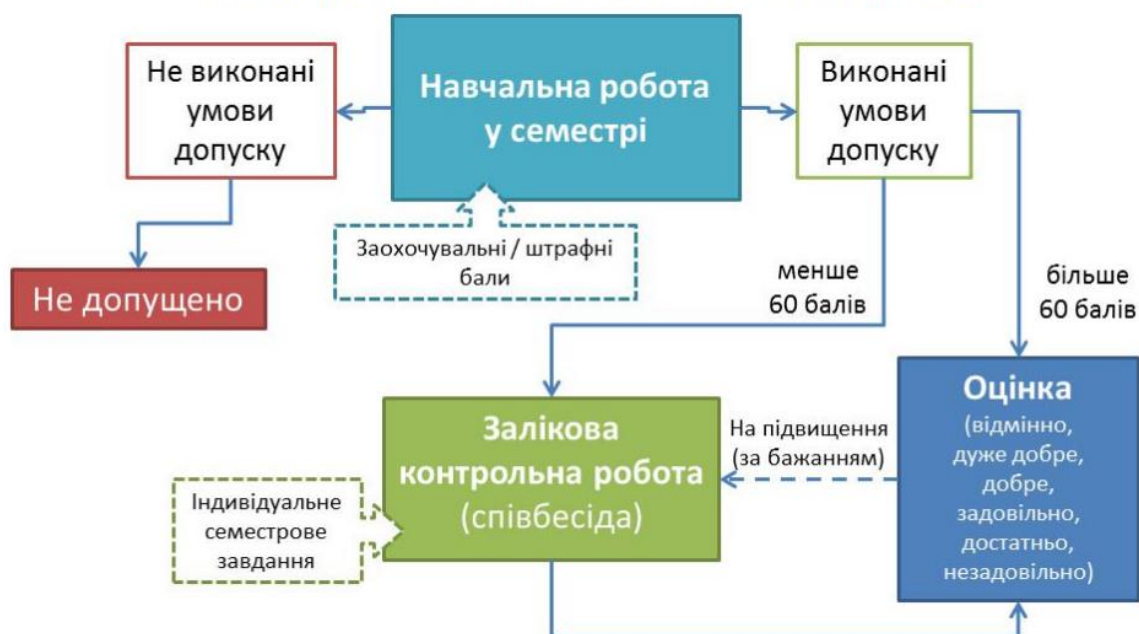 Не виконані
умови
допуску
Навчальна робота
у семестрі
Виконані
умови
допуску
Заохочувальні / штрафні
бали
Не допущено
менше
60 балів
більше
60 балів
Залікова
контрольна робота
(співбесіда)
На підвищення
(за бажанням)
Оцінка
(відмінно,
дуже добре,
добре,
задовільно,
достатньо,
незадовільно)
Індивідуальне
семестрове
завдання